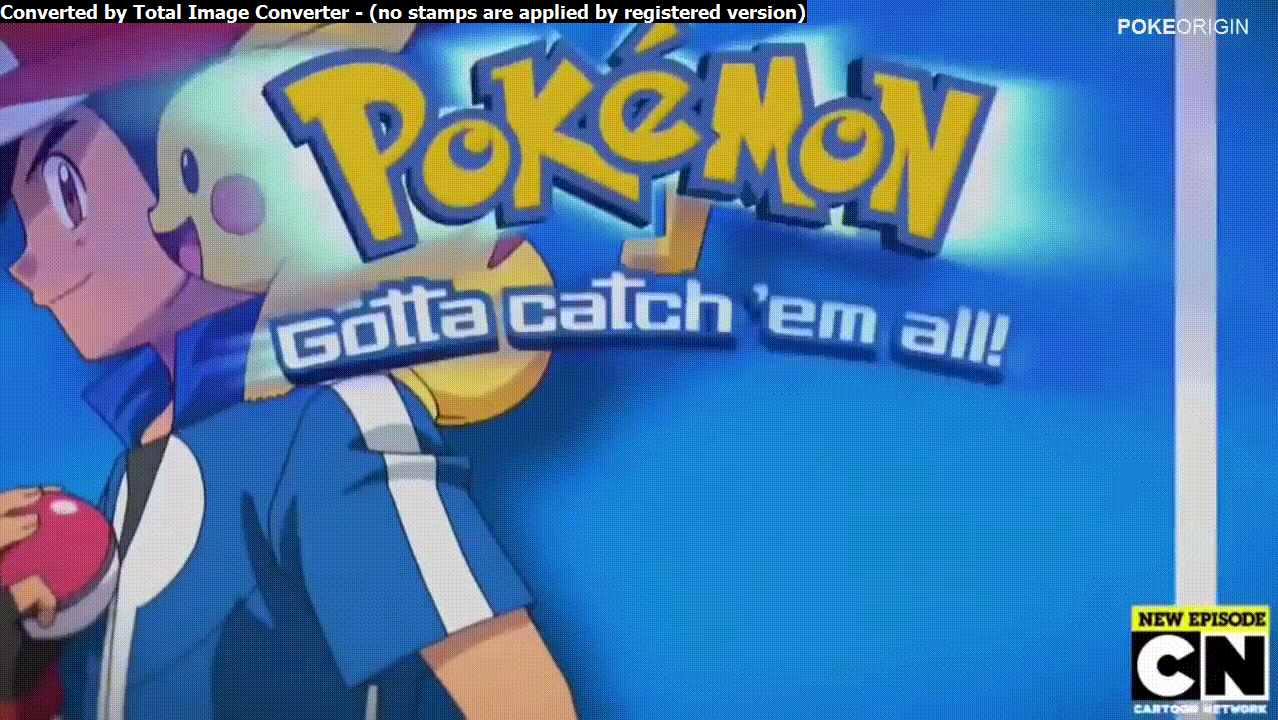 Converted by Total Image Converter - (no stamps are applied by registered version)
POKEORIGIN
POKéMON
Gotta catch 'em all!
NEW EPISODE
CN
CARTOON NETWORK